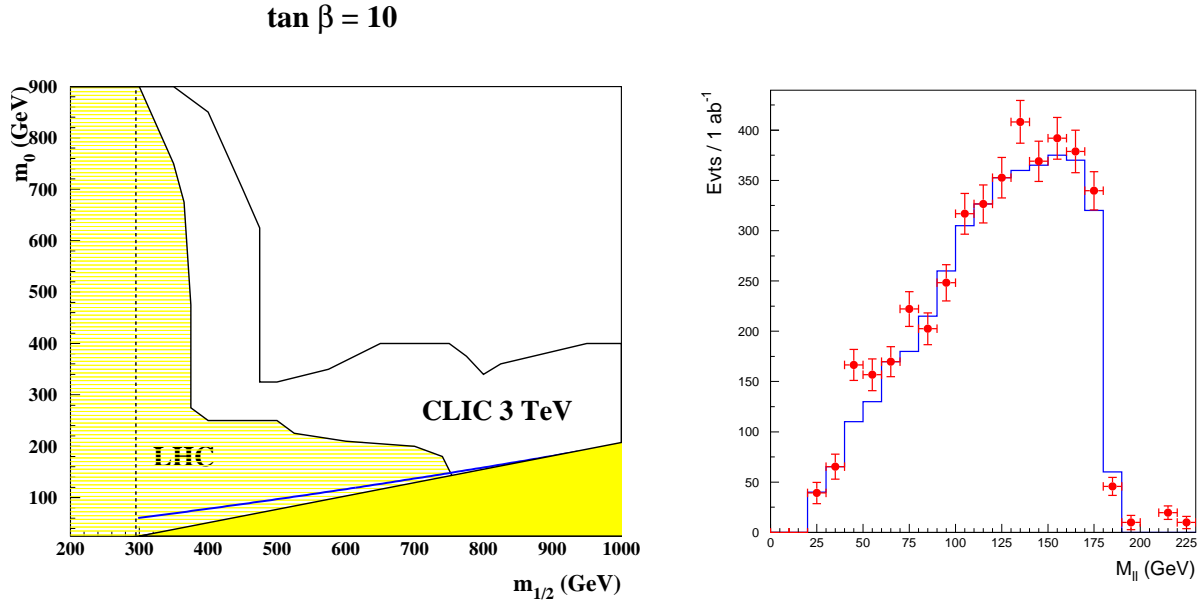 tan β = 10
m0 (GeV)
900
800
700
600
500
400
300
200
100
CLIC 3 TeV
LHC
200 300 400 500 600 700 800 900 1000
m1/2 (GeV)
Evts / 1 ab-1
400
350
300
250
200
150
100
50
0
0 25 50 75 100 125 150 175 200 225
Mll (GeV)